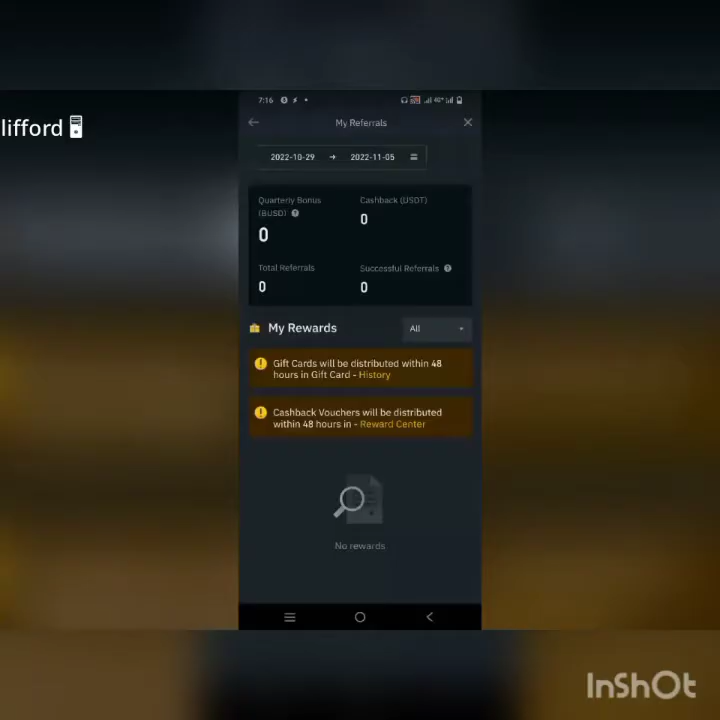 lifford 🖥
7:16
My Referrals
2022-10-29 → 2022-11-05
Quarterly Bonus (BUSD)
0
Cashback (USDT)
0
Total Referrals
0
Successful Referrals
0
My Rewards
All
Gift Cards will be distributed within 48
hours in Gift Card - History
Cashback Vouchers will be distributed
within 48 hours in - Reward Center
No rewards
InShOt